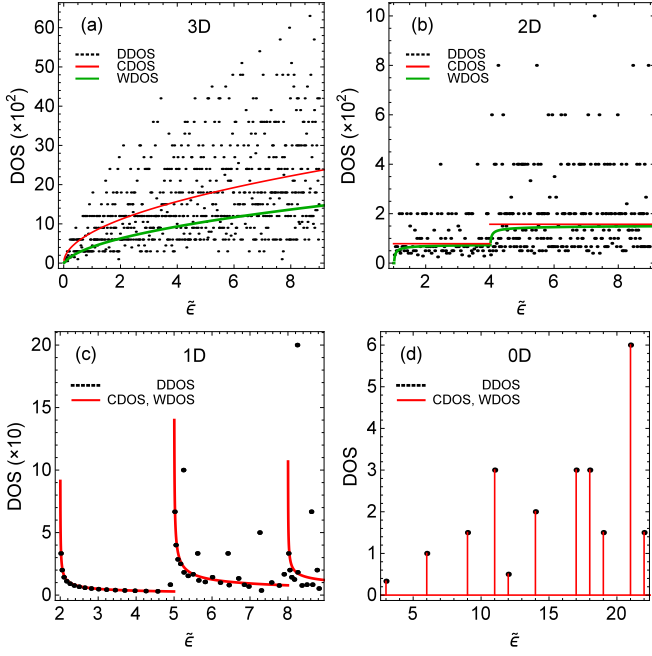 (a) 3D
DDOS
CDOS
WDOS
DOS (×10²)
60
50
40
30
20
10
0
0 2 4 6 8
ε̃
(b) 2D
DDOS
CDOS
WDOS
DOS (×10²)
10
8
6
4
2
0
2 4 6 8
ε̃
(c) 1D
DDOS
CDOS, WDOS
DOS (×10)
20
15
10
5
0
2 3 4 5 6 7 8
ε̃
(d) 0D
DDOS
CDOS, WDOS
DOS
6
5
4
3
2
1
0
5 10 15 20
ε̃